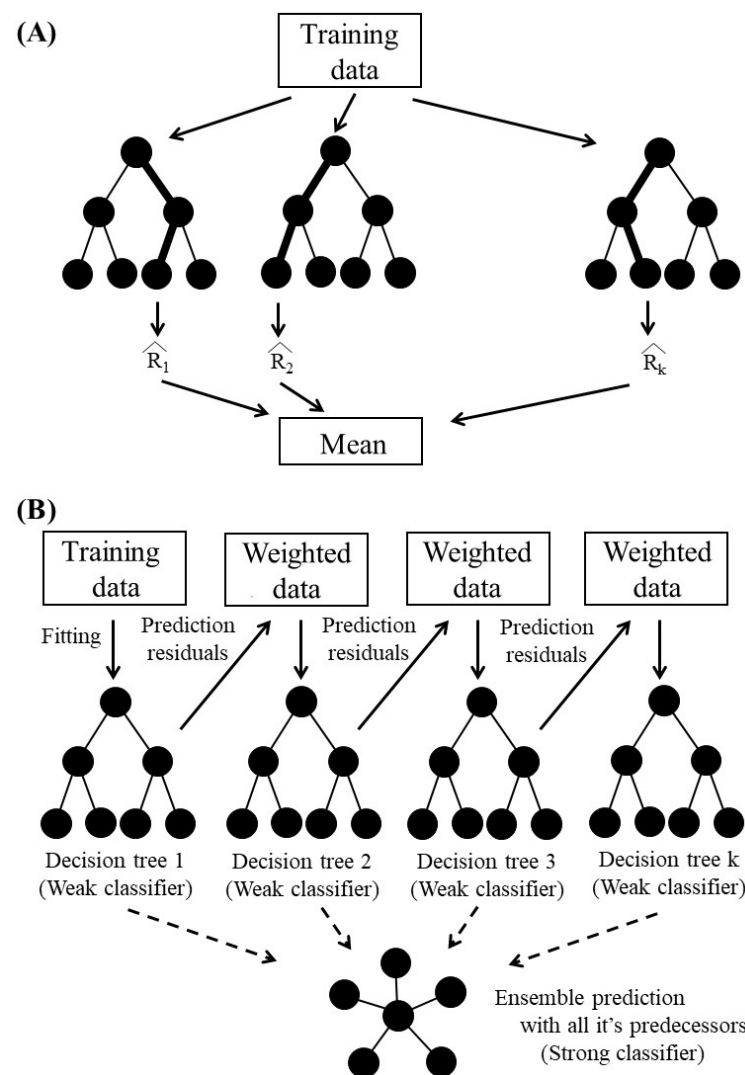 (A)
Training
data
R̂₁
R̂₂
R̂ₖ
Mean
(B)
Training
data
Weighted
data
Weighted
data
Weighted
data
Fitting
Prediction
residuals
Prediction
residuals
Prediction
residuals
Decision tree 1
(Weak classifier)
Decision tree 2
(Weak classifier)
Decision tree 3
(Weak classifier)
Decision tree k
(Weak classifier)
Ensemble prediction
with all it's predecessors
(Strong classifier)